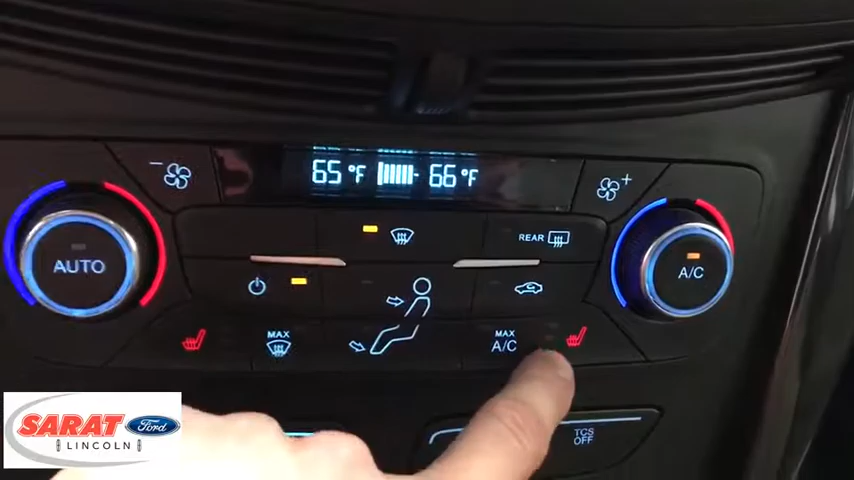 65 °F 66 °F
REAR
AUTO
A/C
MAX
MAX
A/C
TCS
OFF
SARAT Ford
LINCOLN